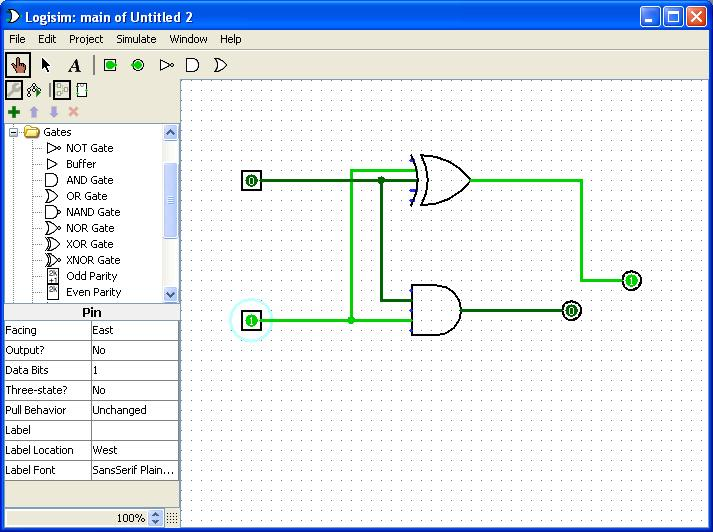 Logisim: main of Untitled 2
File Edit Project Simulate Window Help
A
Gates
NOT Gate
Buffer
AND Gate
OR Gate
NAND Gate
NOR Gate
XOR Gate
XNOR Gate
2k+1 Odd Parity
2k Even Parity
Pin
Facing East
Output? No
Data Bits 1
Three-state? No
Pull Behavior Unchanged
Label
Label Location West
Label Font SansSerif Plain...
100%
0
1
1
0